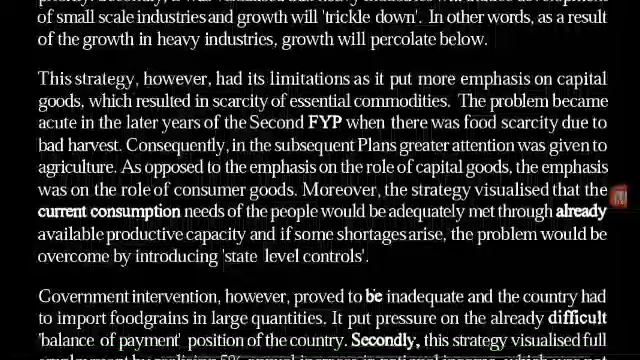 of small scale industries and growth will 'trickle down'. In other words, as a result
of the growth in heavy industries, growth will percolate below.
This strategy, however, had its limitations as it put more emphasis on capital
goods, which resulted in scarcity of essential commodities. The problem became
acute in the later years of the Second FYP when there was food scarcity due to
bad harvest. Consequently, in the subsequent Plans greater attention was given to
agriculture. As opposed to the emphasis on the role of capital goods, the emphasis
was on the role of consumer goods. Moreover, the strategy visualised that the
current consumption needs of the people would be adequately met through already
available productive capacity and if some shortages arise, the problem would be
overcome by introducing 'state level controls'.
Government intervention, however, proved to be inadequate and the country had
to import foodgrains in large quantities. It put pressure on the already difficult
'balance of payment' position of the country. Secondly, this strategy visualised full